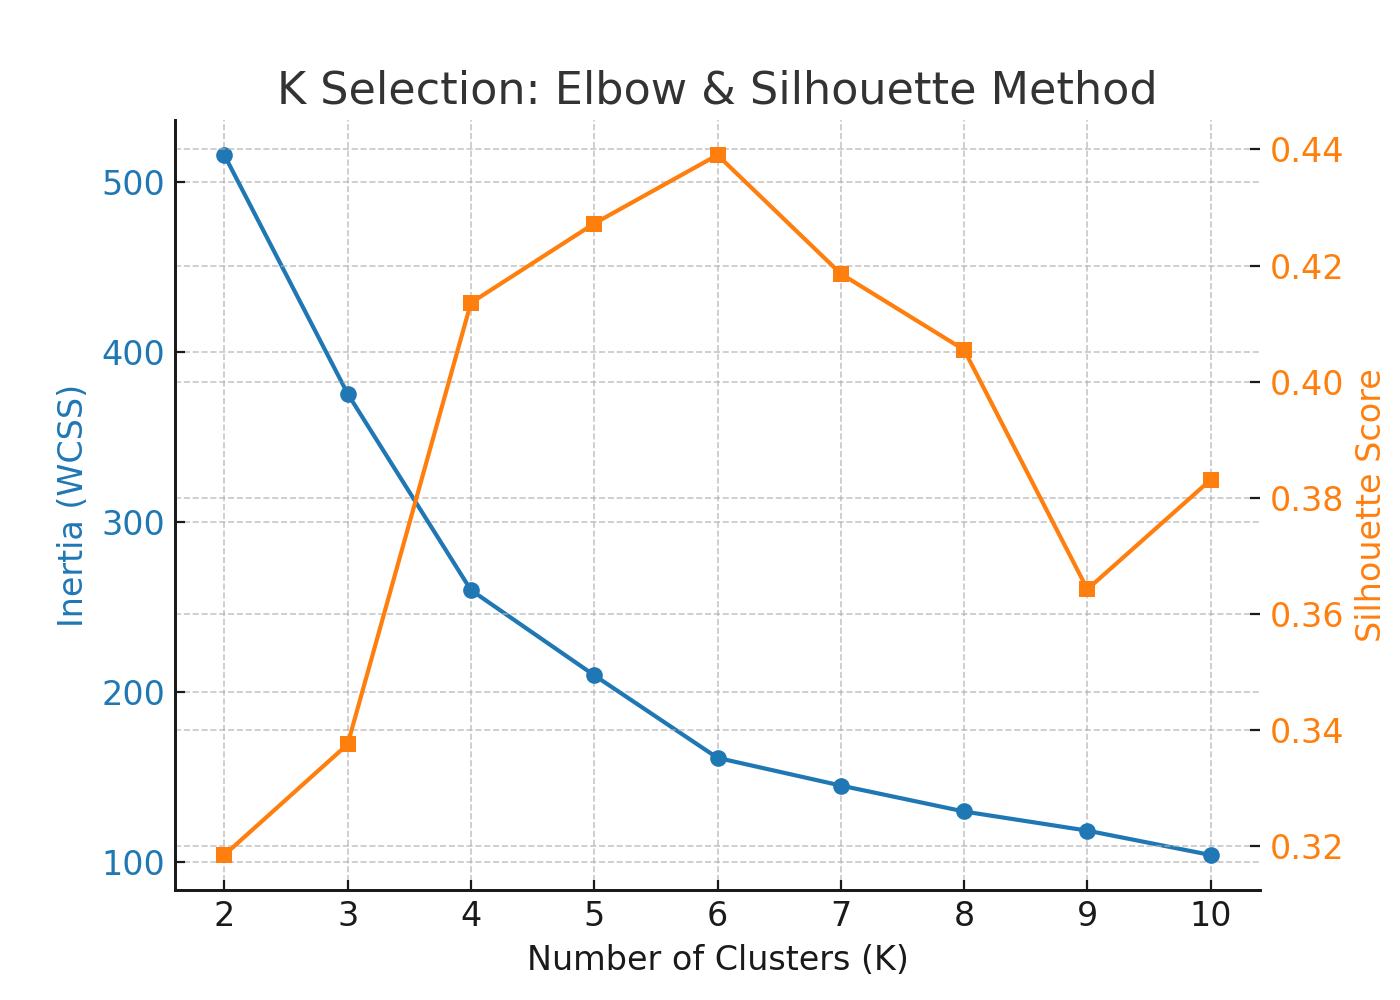 K Selection: Elbow & Silhouette Method
Inertia (WCSS)
500
400
300
200
100
0.44
0.42
0.40
0.38
0.36
0.34
0.32
Silhouette Score
2 3 4 5 6 7 8 9 10
Number of Clusters (K)